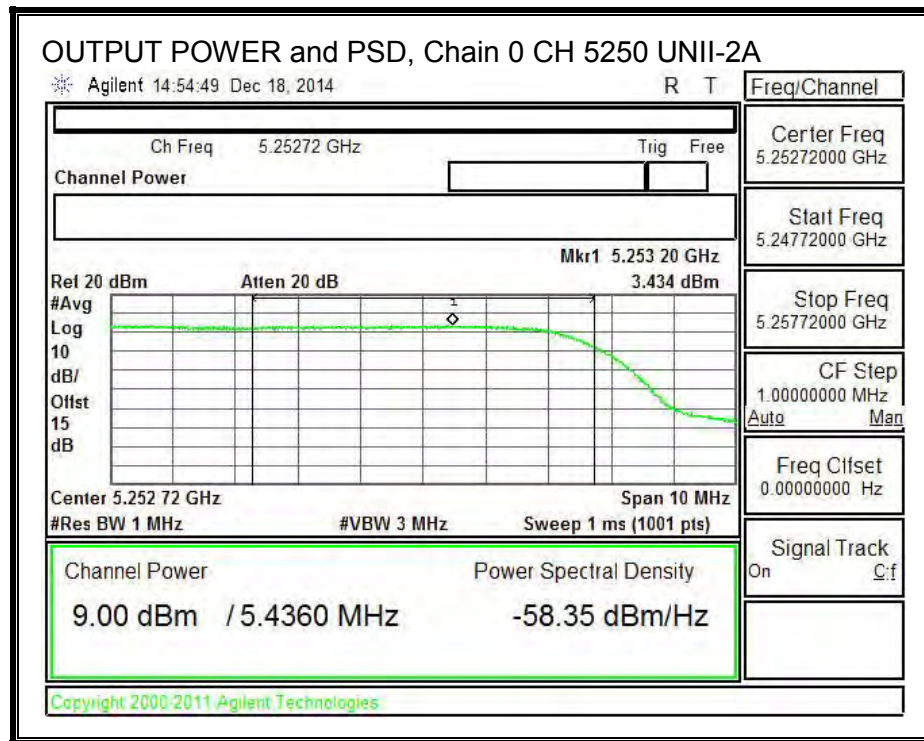 OUTPUT POWER and PSD, Chain 0 CH 5250 UNII-2A
Agilent 14:54:49 Dec 18, 2014 R T
Freq/Channel
Ch Freq 5.25272 GHz Trig Free
Channel Power
Mkr1 5.253 20 GHz
Ref 20 dBm Atten 20 dB 3.434 dBm
#Avg
Log
10
dB/
Offst
15
dB
1
Center 5.252 72 GHz Span 10 MHz
#Res BW 1 MHz #VBW 3 MHz Sweep 1 ms (1001 pts)
Channel Power Power Spectral Density
9.00 dBm / 5.4360 MHz -58.35 dBm/Hz
Copyright 2000-2011 Agilent Technologies
Center Freq
5.25272000 GHz
Start Freq
5.24772000 GHz
Stop Freq
5.25772000 GHz
CF Step
1.00000000 MHz
Auto Man
Freq Offset
0.00000000 Hz
Signal Track
On Off